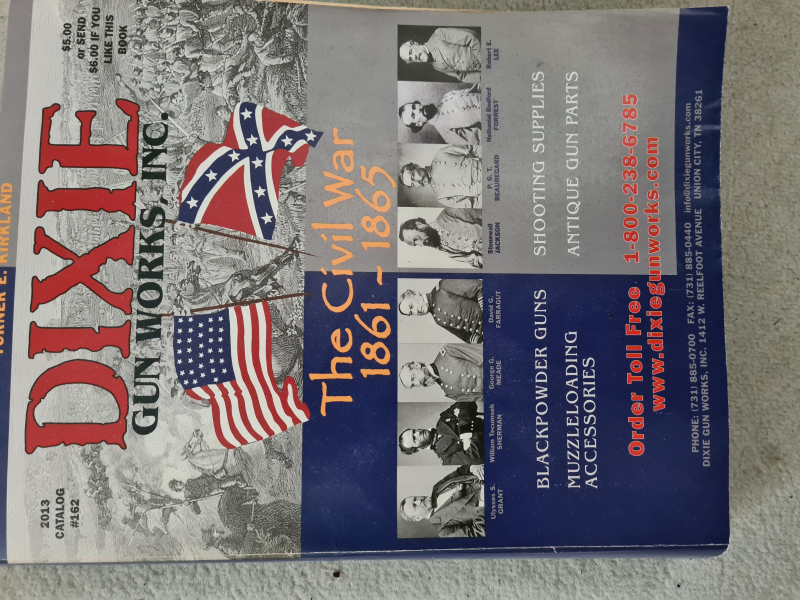 2013
CATALOG
#162
$5.00
or SEND
$6.00 IF YOU
LIKE THIS
BOOK
DIXIE
GUN WORKS, INC.
The Civil War
1861 - 1865
Ulysses S.
GRANT
William Tecumseh
SHERMAN
George G.
MEADE
David G.
FARRAGUT
Stonewall
JACKSON
P. G. T.
BEAUREGARD
Nathaniel Bedford
FORREST
Robert E.
LEE
BLACKPOWDER GUNS
MUZZLELOADING
ACCESSORIES
SHOOTING SUPPLIES
ANTIQUE GUN PARTS
Order Toll Free 1-800-238-6785
www.dixiegunworks.com
PHONE: (731) 885-0700 FAX: (731) 885-0440 info@dixiegunworks.com
DIXIE GUN WORKS, INC. 1412 W. REELFOOT AVENUE UNION CITY, TN 38261
E. KIRKLAND